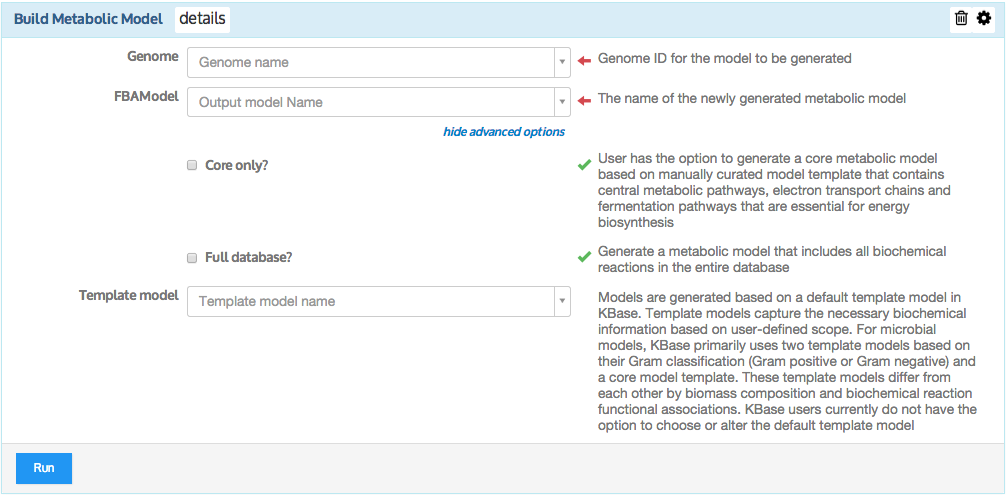 Build Metabolic Model details
Genome
Genome name
Genome ID for the model to be generated
FBAModel
Output model Name
The name of the newly generated metabolic model
hide advanced options
Core only?
User has the option to generate a core metabolic model
based on manually curated model template that contains
central metabolic pathways, electron transport chains and
fermentation pathways that are essential for energy
biosynthesis
Full database?
Generate a metabolic model that includes all biochemical
reactions in the entire database
Template model
Template model name
Models are generated based on a default template model in
KBase. Template models capture the necessary biochemical
information based on user-defined scope. For microbial
models, KBase primarily uses two template models based on
their Gram classification (Gram positive or Gram negative) and
a core model template. These template models differ from
each other by biomass composition and biochemical reaction
functional associations. KBase users currently do not have the
option to choose or alter the default template model
Run